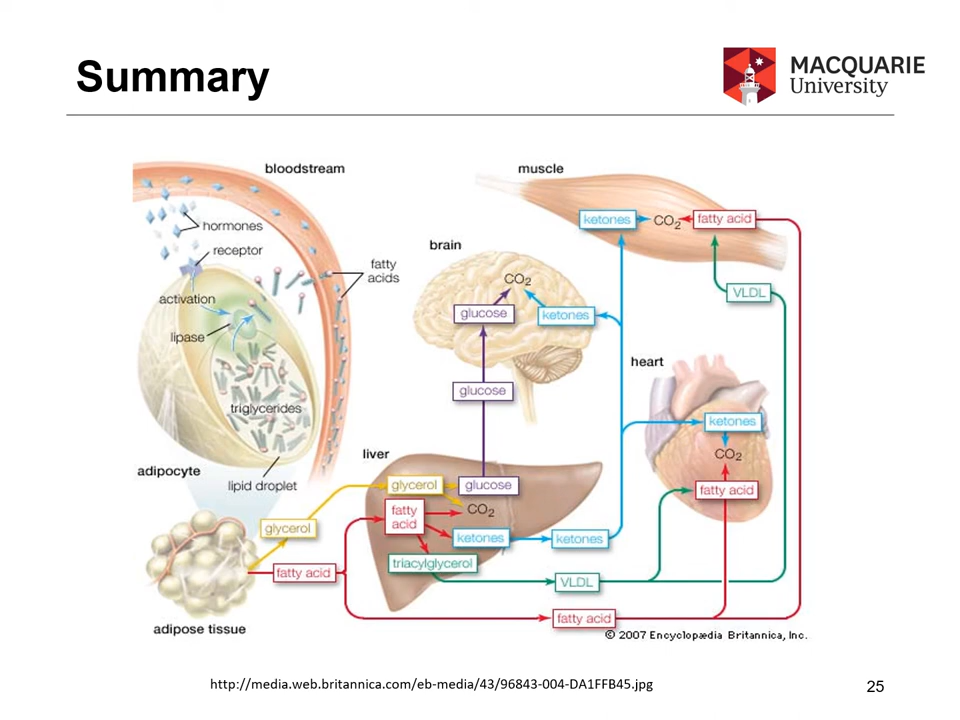 Summary
MACQUARIE
University
bloodstream
hormones
receptor
fatty
acids
activation
lipase
triglycerides
adipocyte
lipid droplet
adipose tissue
glycerol
fatty acid
brain
CO2
glucose
ketones
glucose
liver
glycerol
glucose
fatty
acid
CO2
ketones
triacylglycerol
ketones
VLDL
fatty acid
muscle
ketones
CO2
fatty acid
VLDL
heart
ketones
CO2
fatty acid
© 2007 Encyclopædia Britannica, Inc.
http://media.web.britannica.com/eb-media/43/96843-004-DA1FFB45.jpg
25